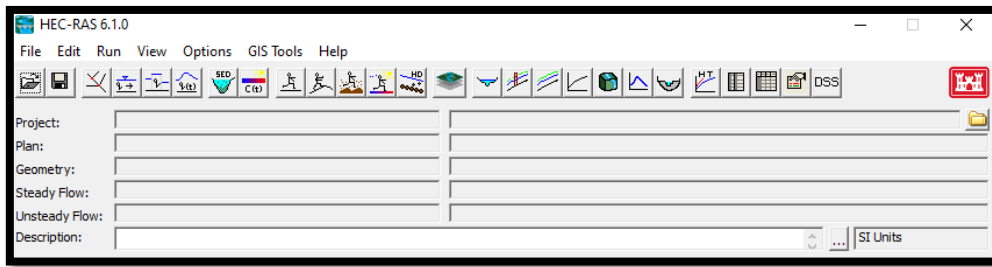 HEC-RAS 6.1.0
File Edit Run View Options GIS Tools Help
SED C(t) HD HT DSS
Project:
Plan:
Geometry:
Steady Flow:
Unsteady Flow:
Description: ... SI Units